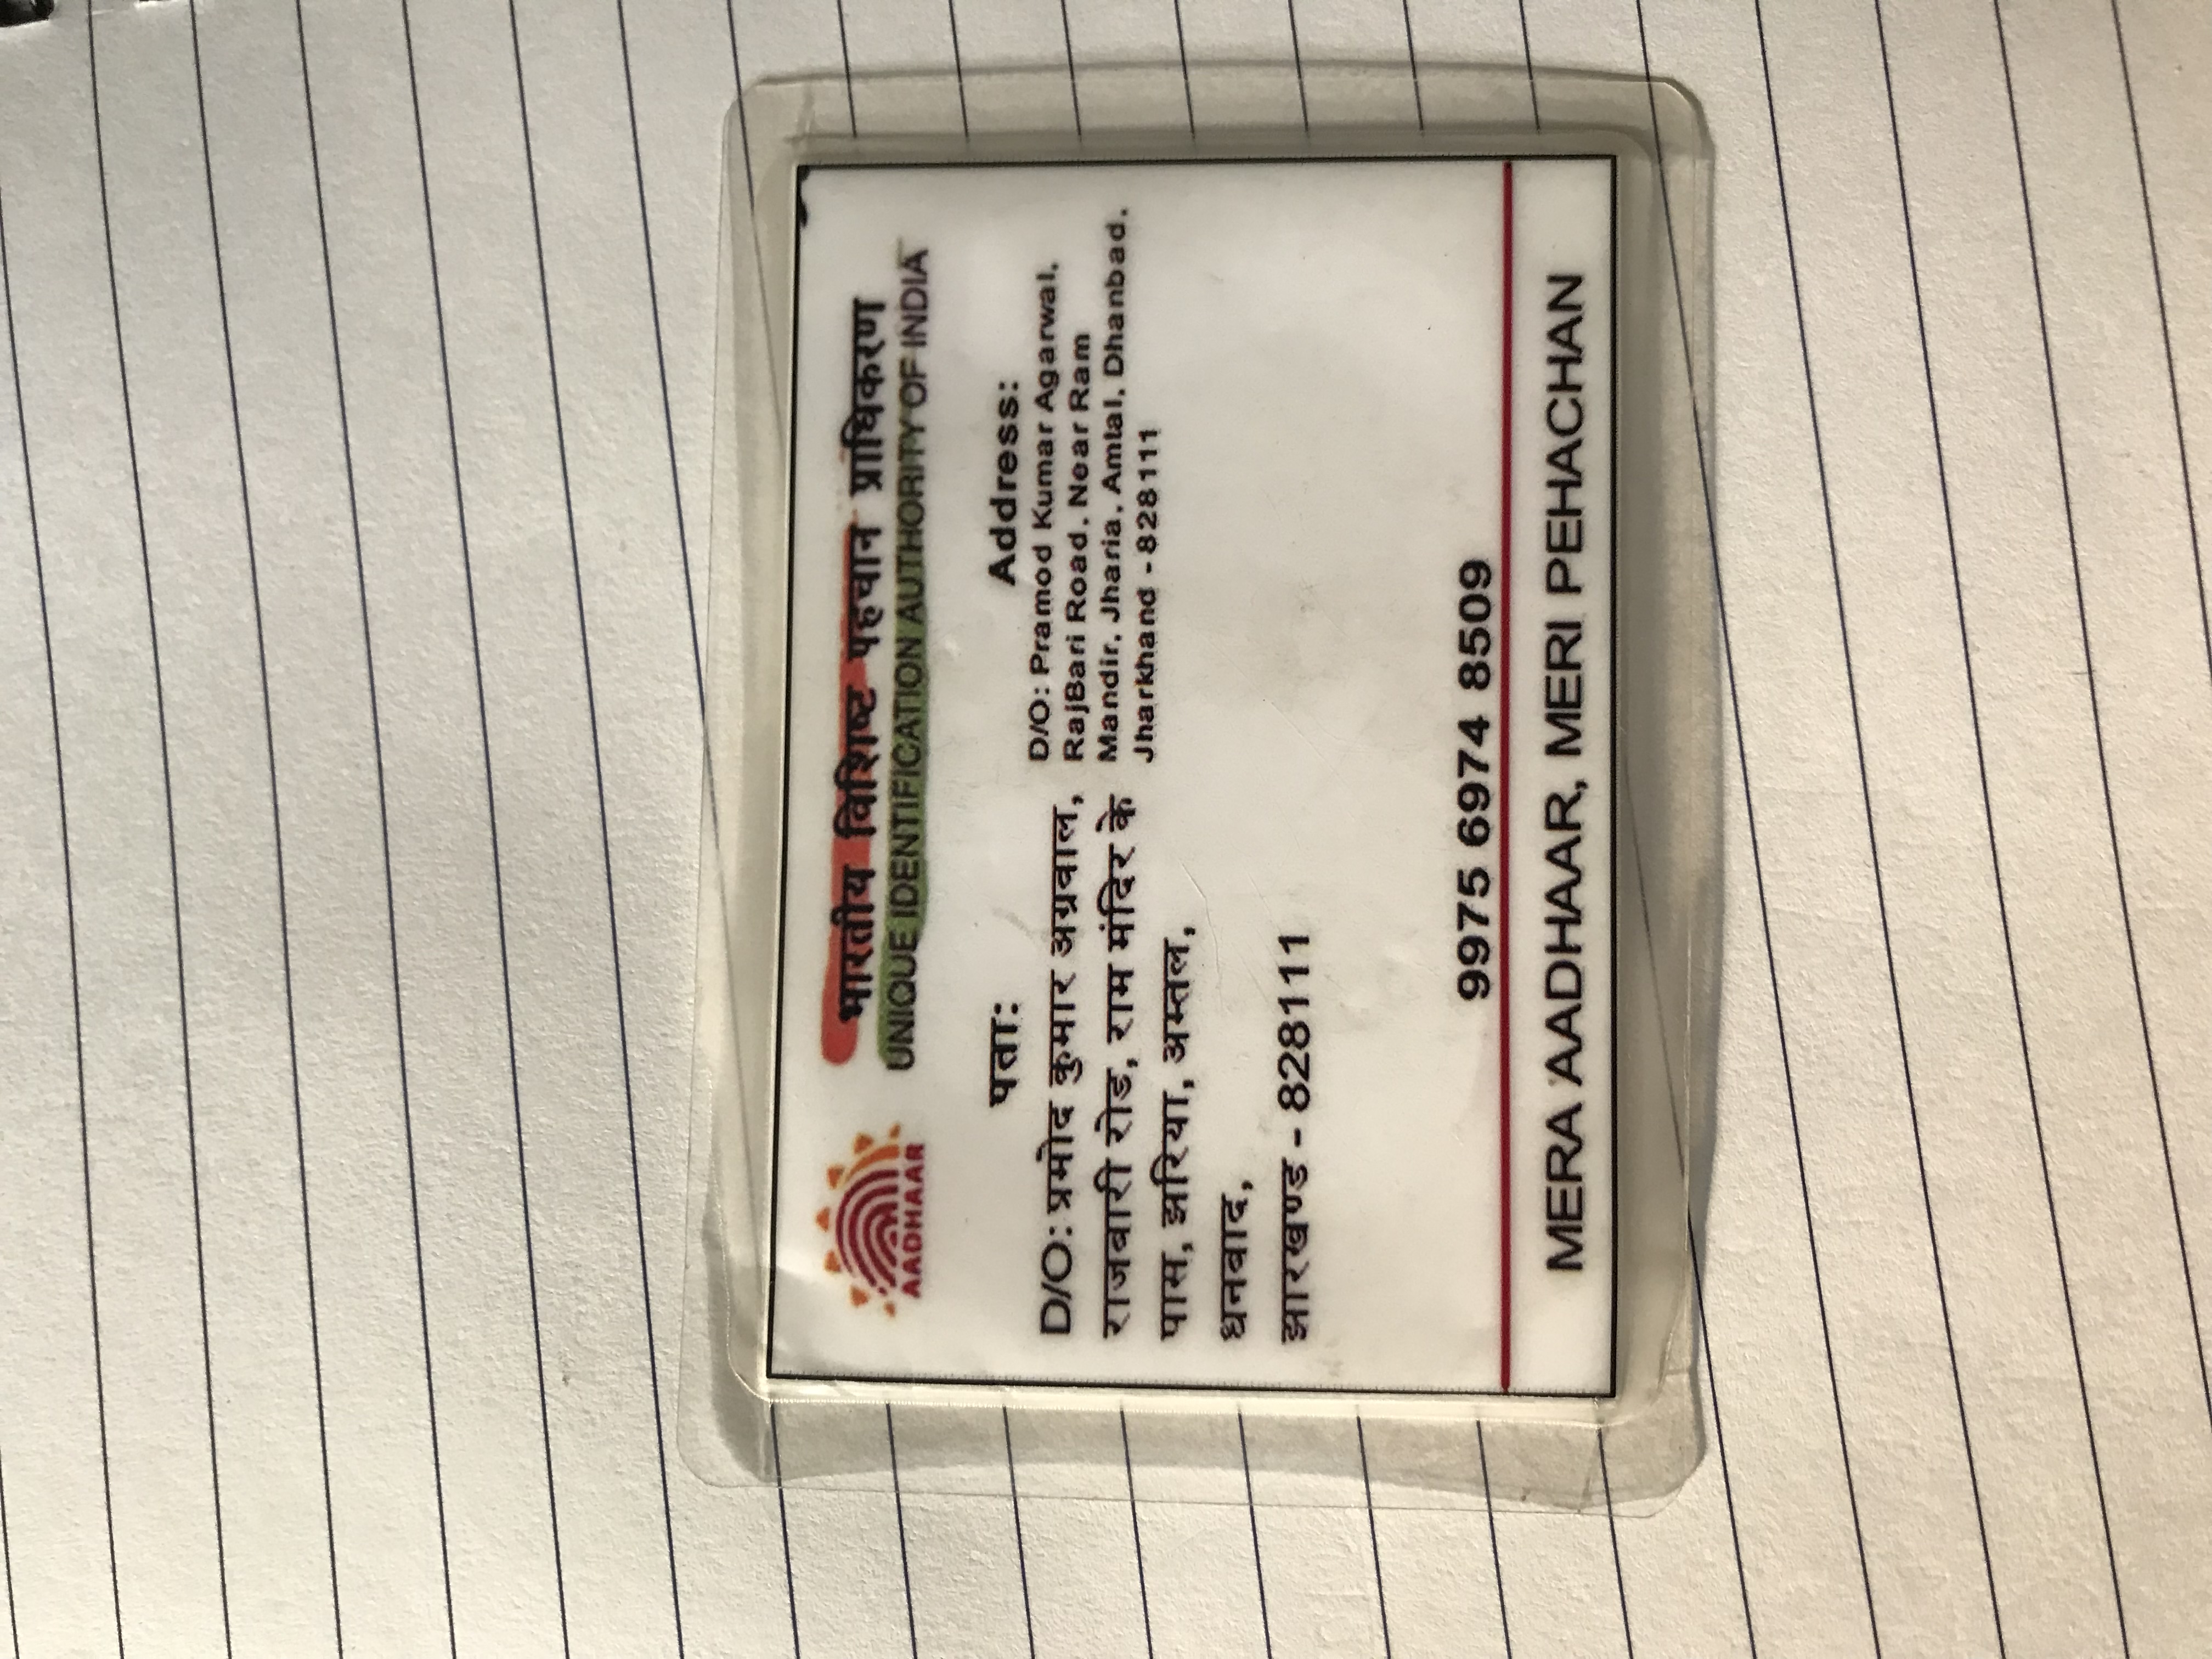 भारतीय विशिष्ट पहचान प्राधिकरण
UNIQUE IDENTIFICATION AUTHORITY OF INDIA
AADHAAR
पता:
D/O: प्रमोद कुमार अग्रवाल,
राजबारी रोड, राम मंदिर के
पास, झरिया, अम्तल,
धनबाद,
झारखण्ड - 828111
Address:
D/O: Pramod Kumar Agarwal,
RajBari Road, Near Ram
Mandir, Jharia, Amlal, Dhanbad,
Jharkhand - 828111
9975 6974 8509
MERA AADHAAR, MERI PEHACHAN